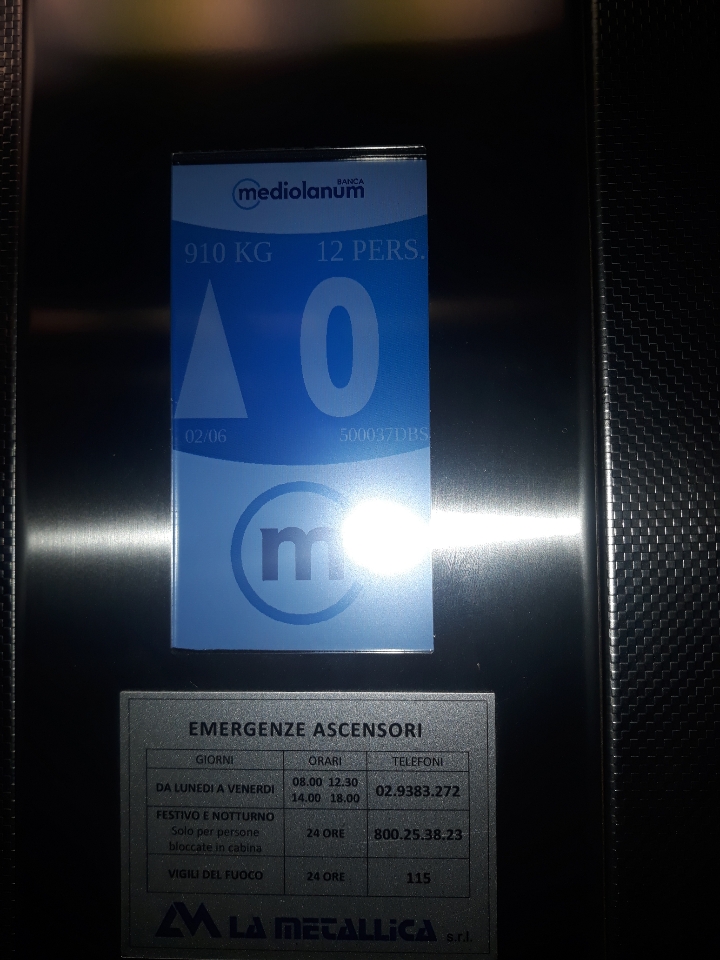 BANCA
mediolanum
910 KG 12 PERS.
0
02/06 500037DBS
m
EMERGENZE ASCENSORI
GIORNI ORARI TELEFONI
DA LUNEDI A VENERDI 08.00 12.30 02.9383.272
14.00 18.00
FESTIVO E NOTTURNO
Solo per persone 24 ORE 800.25.38.23
bloccate in cabina
VIGILI DEL FUOCO 24 ORE 115
LA METALLICA s.r.l.